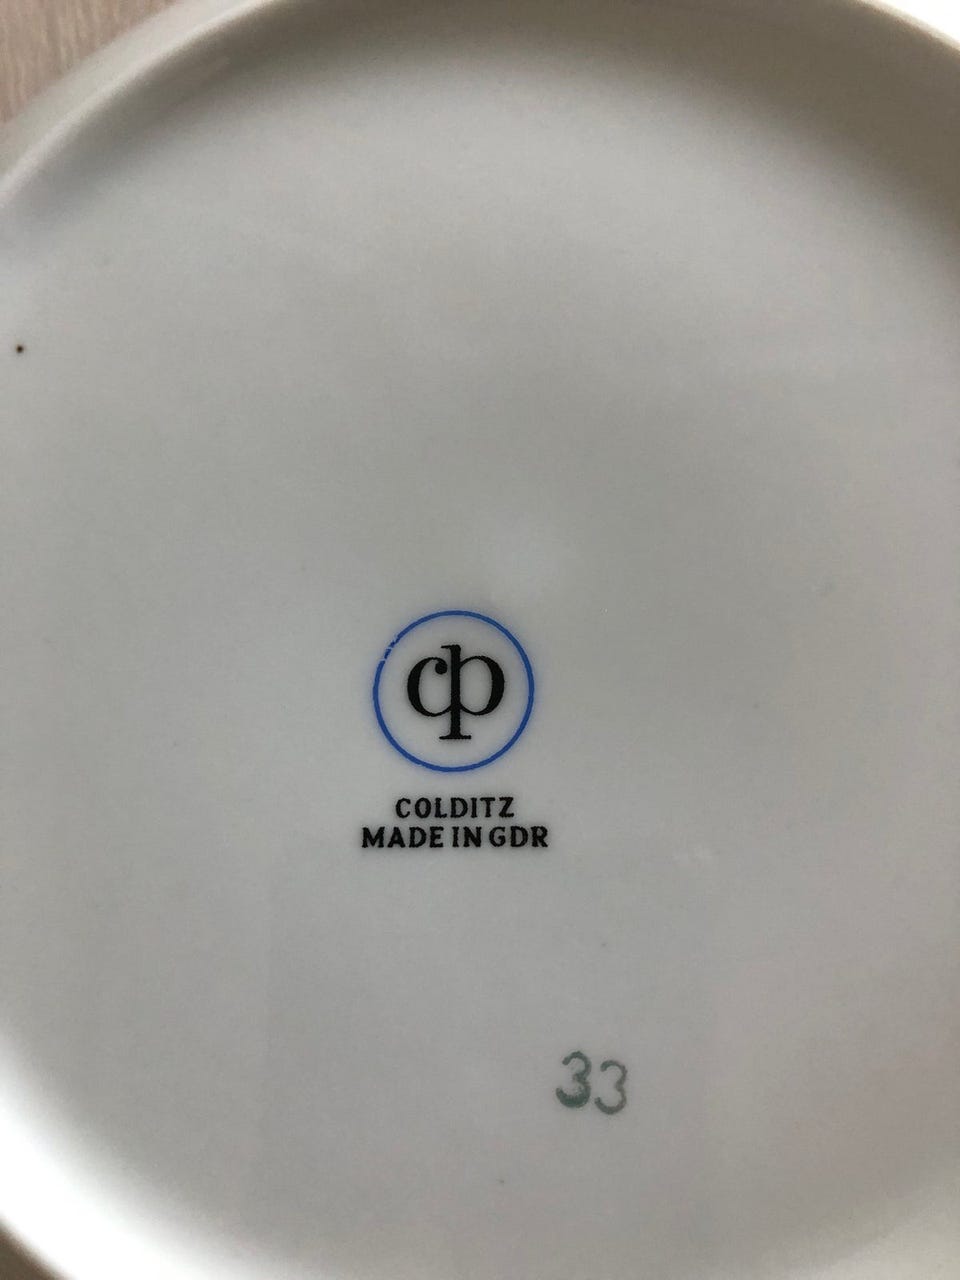 cp
COLDITZ
MADE IN GDR
33